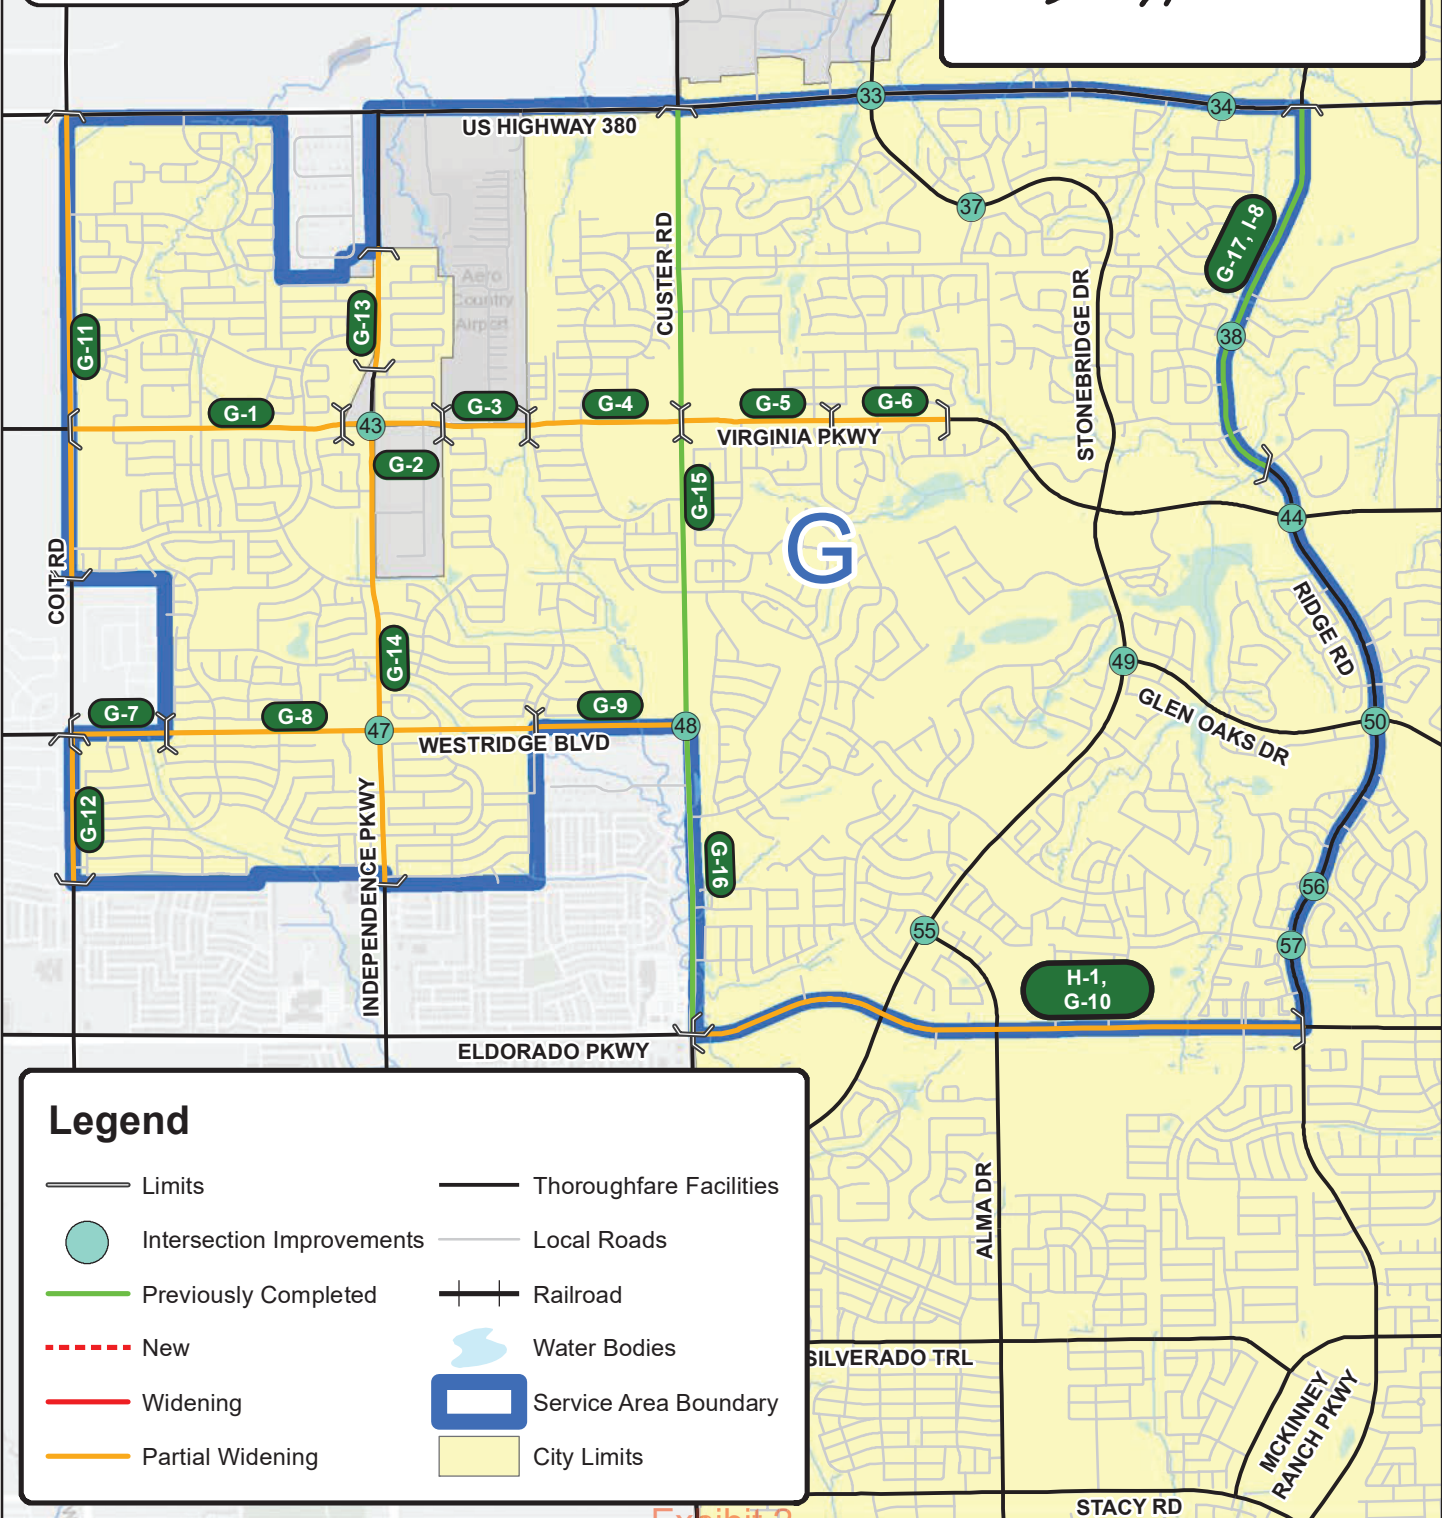 33
34
US HIGHWAY 380
37
G-17, I-8
CUSTER RD
Aero
Country
Airport
STONEBRIDGE DR
G-13
G-11
38
G-1
G-3
G-4
G-5
G-6
43
VIRGINIA PKWY
G-2
G-15
G
44
COIT RD
RIDGE RD
G-14
49
G-7
G-8
G-9
GLEN OAKS DR
47
48
50
WESTRIDGE BLVD
G-12
INDEPENDENCE PKWY
G-16
56
55
57
H-1,
G-10
ELDORADO PKWY
Legend
Limits
Thoroughfare Facilities
Intersection Improvements
Local Roads
Previously Completed
Railroad
New
Water Bodies
Widening
Service Area Boundary
Partial Widening
City Limits
ALMA DR
SILVERADO TRL
MCKINNEY
RANCH PKWY
STACY RD